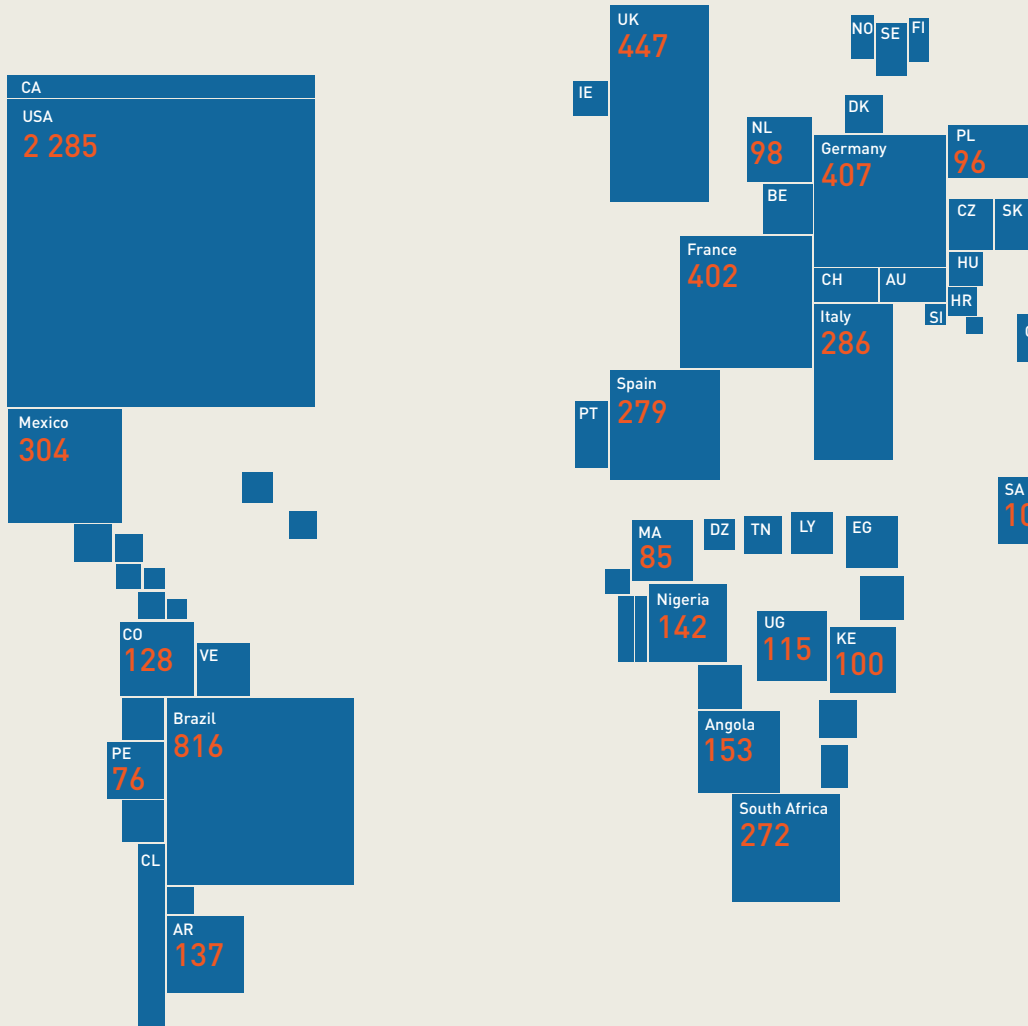 CA
USA
2 285
Mexico
304
CO
128
VE
Brazil
816
PE
76
CL
AR
137
UK
447
IE
NO
SE
FI
DK
NL
98
Germany
407
PL
96
BE
CZ
SK
France
402
HU
CH
AU
HR
SI
Italy
286
Spain
279
PT
SA
MA
85
DZ
TN
LY
EG
Nigeria
142
UG
115
KE
100
Angola
153
South Africa
272